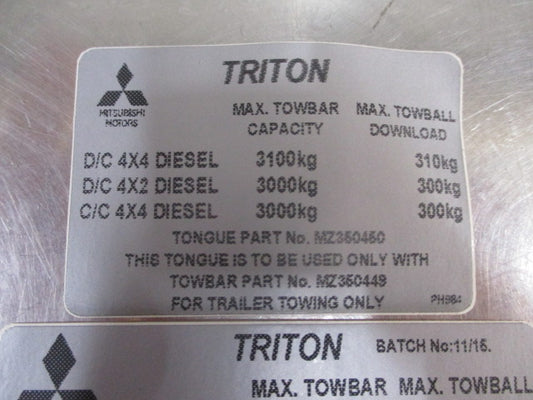 TRITON
MITSUBISHI
MOTORS
MAX. TOWBAR CAPACITY
MAX. TOWBALL DOWNLOAD
D/C 4X4 DIESEL 3100kg 310kg
D/C 4X2 DIESEL 3000kg 300kg
C/C 4X4 DIESEL 3000kg 300kg
TONGUE PART No. MZ350450
THIS TONGUE IS TO BE USED ONLY WITH
TOWBAR PART No. MZ350449
FOR TRAILER TOWING ONLY PH984
TRITON BATCH No:11/15.
MAX. TOWBAR MAX. TOWBALL